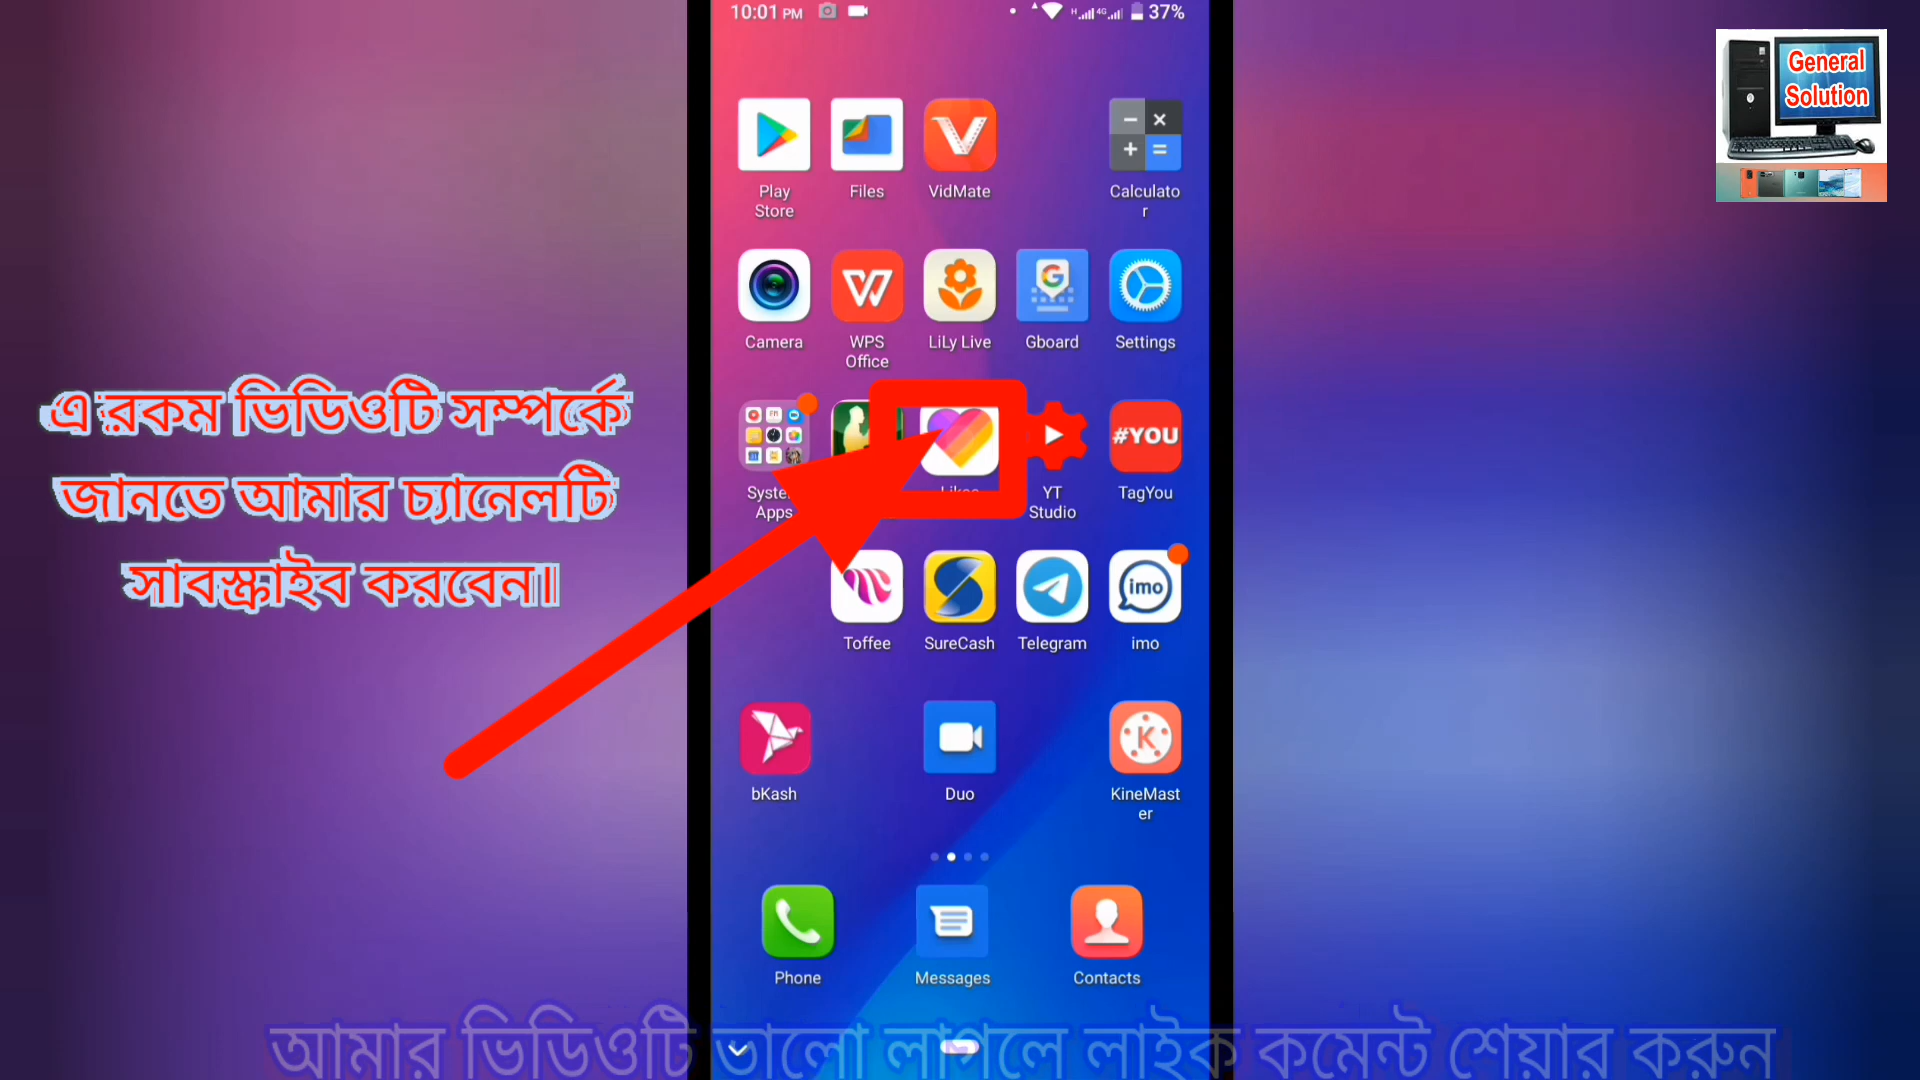 10:01 PM
H 4G 37%
General
Solution
Play
Store
Files
VidMate
Calculato
r
Camera
WPS
Office
LiLy Live
Gboard
Settings
এ রকম ভিডিওটি সম্পর্কে
জানতে আমার চ্যানেলটি
সাবস্ক্রাইব করবেন।
Apps
YT
Studio
#YOU
TagYou
Toffee
SureCash
Telegram
imo
imo
bKash
Duo
K
KineMast
er
Phone
Messages
Contacts
আমার ভিডিওটি ভালো লাগলে লাইক কমেন্ট শেয়ার করুন